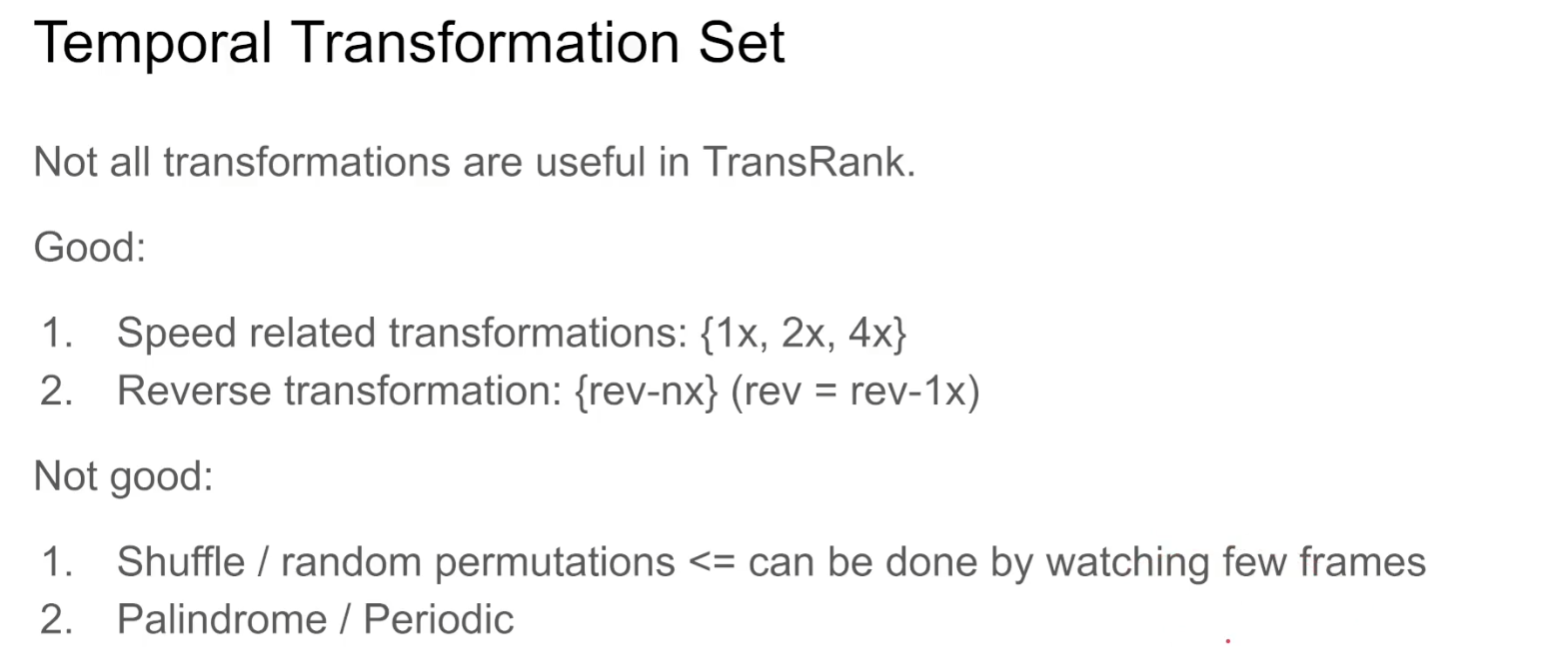 Temporal Transformation Set
Not all transformations are useful in TransRank.
Good:
1. Speed related transformations: {1x, 2x, 4x}
2. Reverse transformation: {rev-nx} (rev = rev-1x)
Not good:
1. Shuffle / random permutations <= can be done by watching few frames
2. Palindrome / Periodic